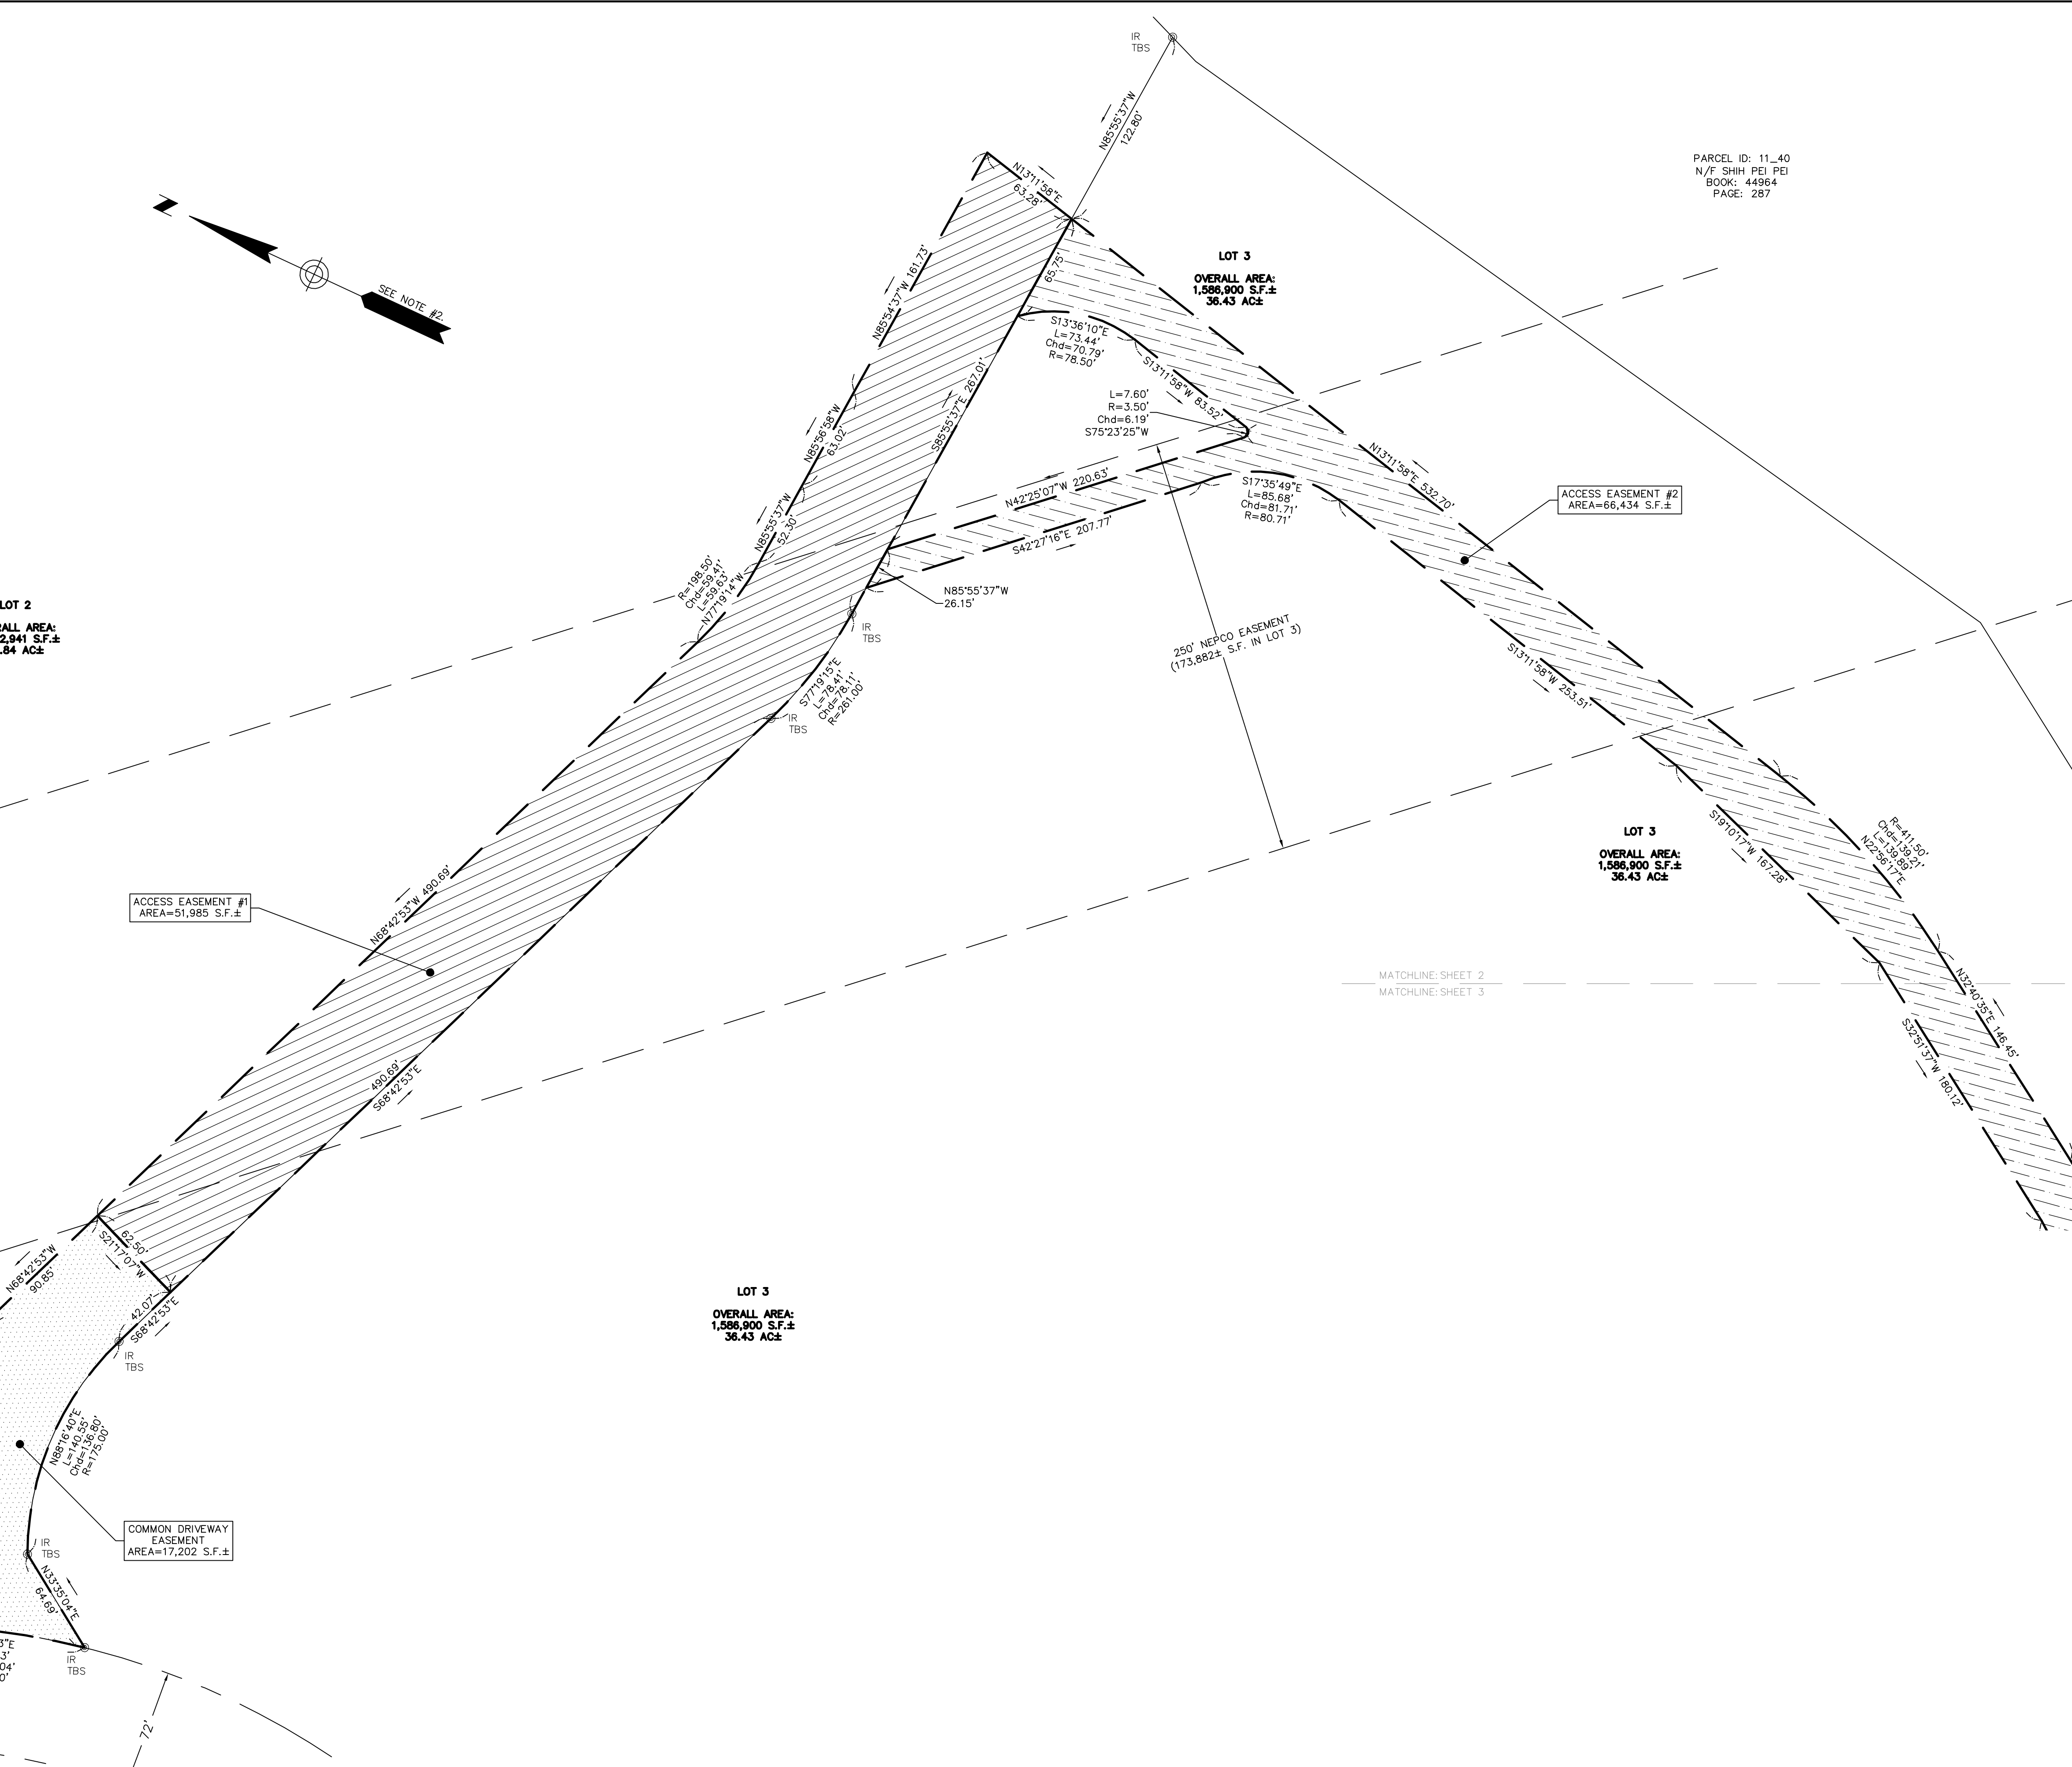 IR
TBS
N85°55'37"W
122.80'
PARCEL ID: 11_40
N/F SHIH PEI PEI
BOOK: 44964
PAGE: 287
N
SEE NOTE #2.
N13°11'58"E
63.28'
LOT 3
OVERALL AREA:
1,586,900 S.F.±
36.43 AC±
N85°54'37"W 161.73'
65.75'
S13°36'10"E
L=73.44'
Chd=70.79'
R=78.50'
S13°11'58"W 83.52'
L=7.60'
R=3.50'
Chd=6.19'
S75°23'25"W
S85°55'37"E 267.01'
N85°56'58"W
63.02'
N85°55'37"W
52.30'
N42°25'07"W 220.63'
S42°27'16"E 207.77'
S17°35'49"E
L=85.68'
Chd=81.71'
R=80.71'
N13°11'58"E 532.70'
ACCESS EASEMENT #2
AREA=66,434 S.F.±
R=198.50'
Chd=59.41'
L=59.63'
N77°19'14"W
N85°55'37"W
26.15'
IR
TBS
LOT 2
RALL AREA:
2,941 S.F.±
.84 AC±
250' NEPCO EASEMENT
(173,882± S.F. IN LOT 3)
S77°19'15"E
L=78.41'
Chd=78.11'
R=261.00'
IR
TBS
S13°11'58"W 253.51'
S19°10'17"W 167.28'
R=411.50'
Chd=139.21'
L=139.89'
N22°56'17"E
LOT 3
OVERALL AREA:
1,586,900 S.F.±
36.43 AC±
ACCESS EASEMENT #1
AREA=51,985 S.F.±
N68°42'53"W 490.69'
MATCHLINE: SHEET 2
MATCHLINE: SHEET 3
N32°40'35"E 146.45'
S32°51'37"W 180.12'
490.69'
S68°42'53"E
62.50'
S21°17'07"W
N68°42'53"W
90.85'
42.07'
S68°42'53"E
IR
TBS
LOT 3
OVERALL AREA:
1,586,900 S.F.±
36.43 AC±
N88°16'40"E
L=140.55'
Chd=136.80'
R=175.00'
COMMON DRIVEWAY
EASEMENT
AREA=17,202 S.F.±
IR
TBS
N33°35'04"E
64.69'
IR
TBS
3"E
3'
04'
0'
72'